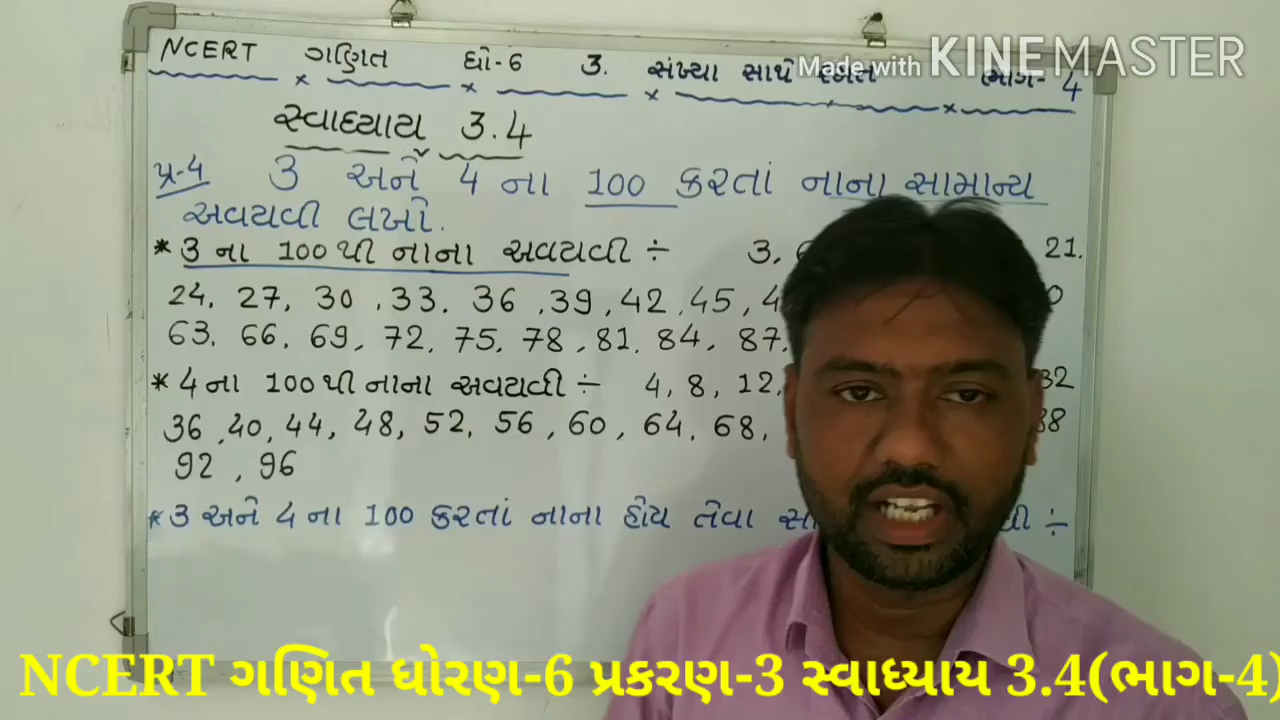 NCERT ગણિત ધો-6 3. સંખ્યા સાથે રમત ભાગ-4
Made with KINEMASTER
સ્વાધ્યાય 3.4
પ્ર-4 3 અને 4 ના 100 કરતાં નાના સામાન્ય
અવયવી લખો.
* 3 ના 100 થી નાના અવયવી ÷ 3, 21.
24, 27, 30, 33. 36, 39, 42, 45,
63. 66. 69, 72. 75. 78, 81. 84, 87.
* 4 ના 100 થી નાના અવયવી ÷ 4, 8, 12, 32
36, 40, 44, 48, 52, 56, 60, 64, 68, 88
92, 96
* 3 અને 4 ના 100 કરતાં નાના હોય તેવા ÷
NCERT ગણિત ધોરણ-6 પ્રકરણ-3 સ્વાધ્યાય 3.4(ભાગ-4)